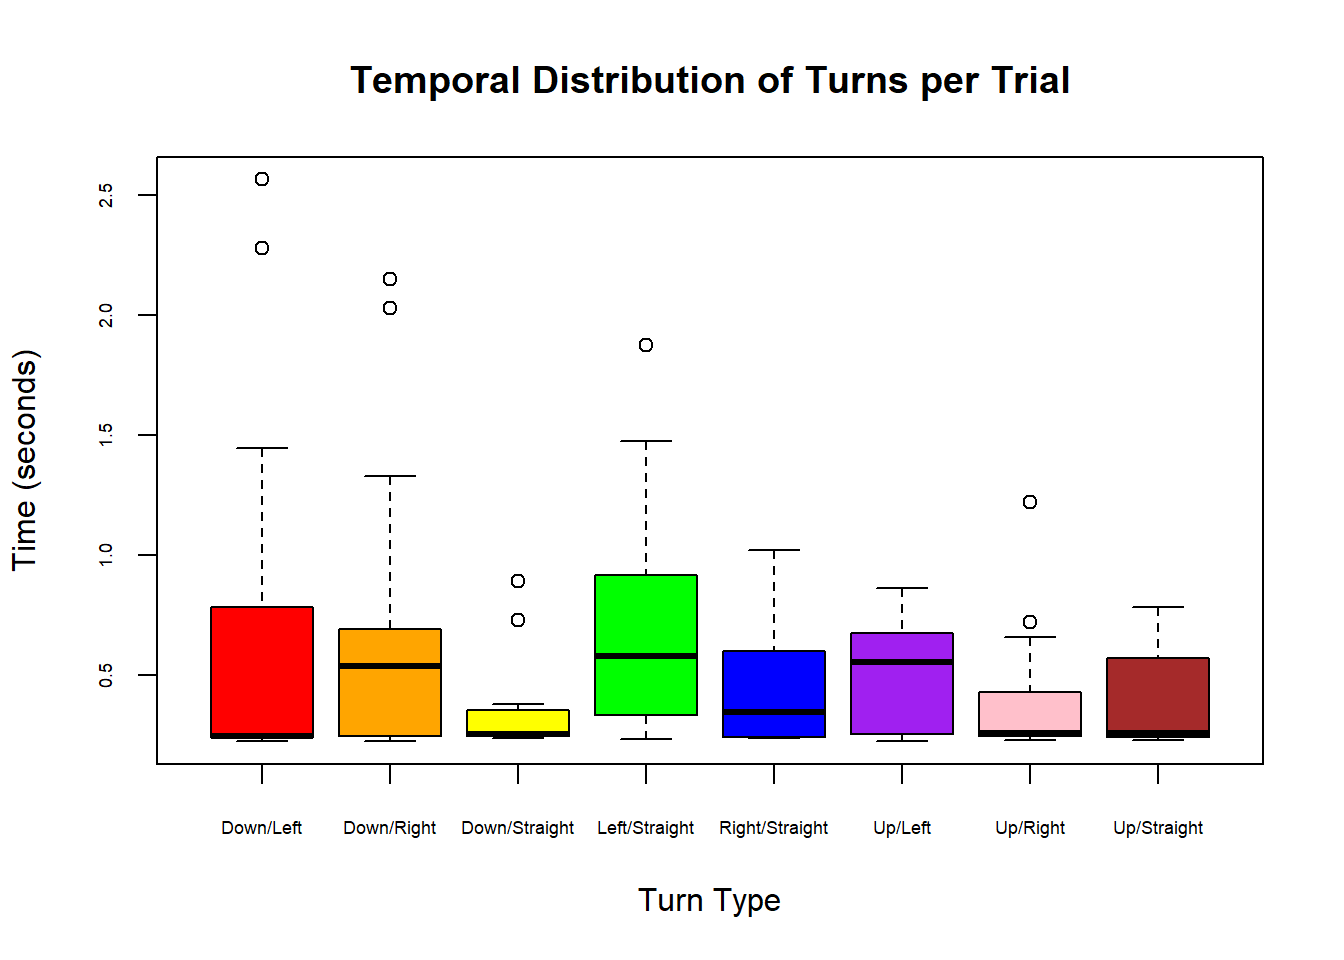 Temporal Distribution of Turns per Trial
Time (seconds)
2.5
2.0
1.5
1.0
0.5
Down/Left Down/Right Down/Straight Left/Straight Right/Straight Up/Left Up/Right Up/Straight
Turn Type